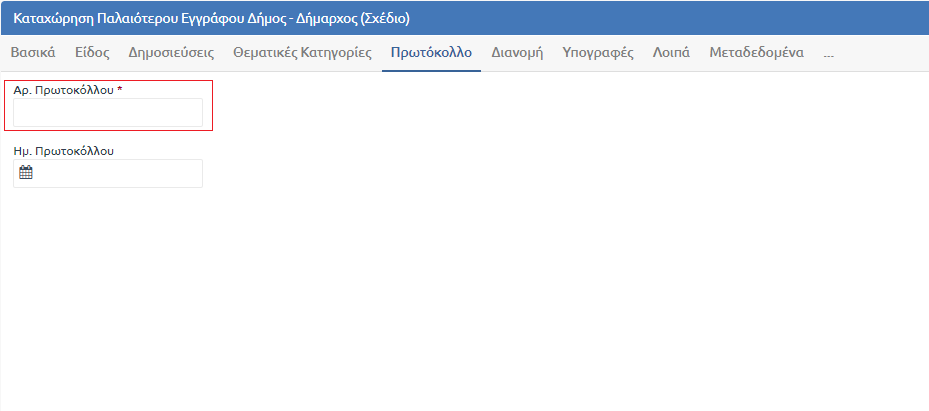 Καταχώρηση Παλαιότερου Εγγράφου Δήμος - Δήμαρχος (Σχέδιο)
Βασικά Είδος Δημοσιεύσεις Θεματικές Κατηγορίες Πρωτόκολλο Διανομή Υπογραφές Λοιπά Μεταδεδομένα ...
Αρ. Πρωτοκόλλου *
Ημ. Πρωτοκόλλου